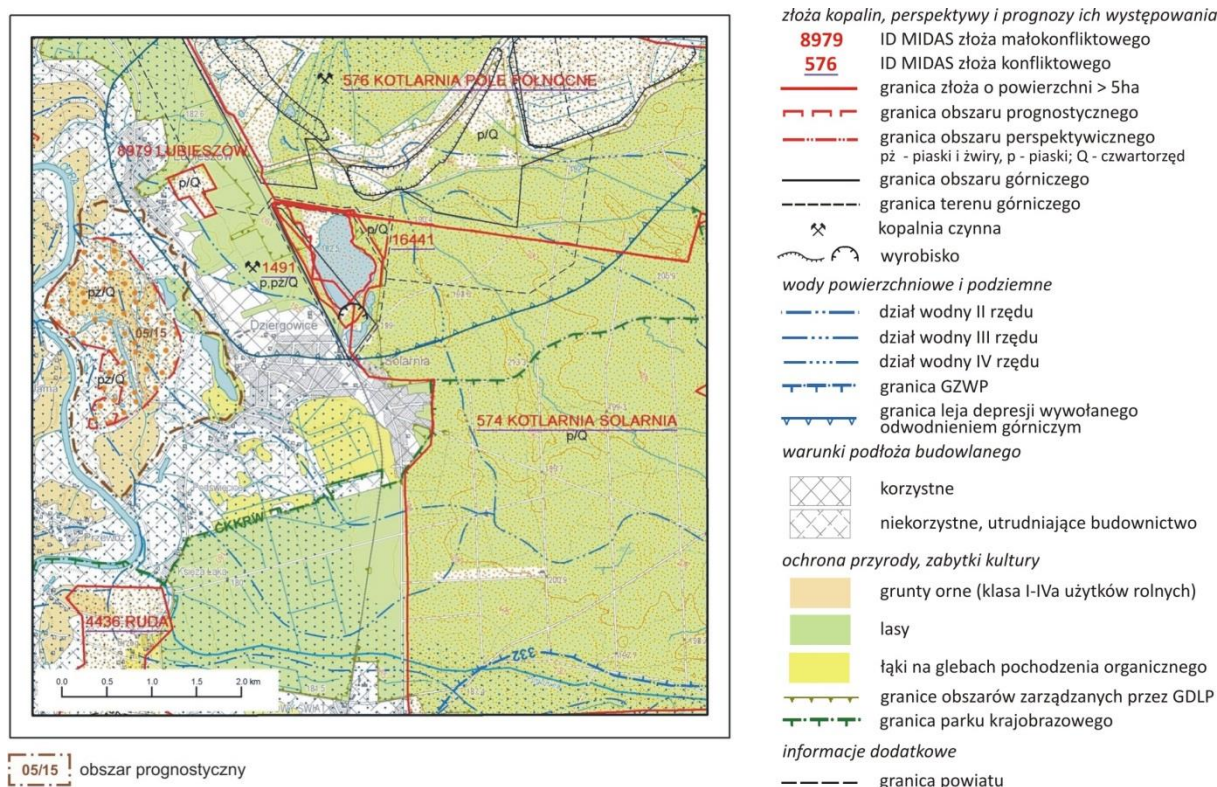 576 KOTLARNIA POLE PÓŁNOCNE
p/Q
8979 LUBIESZÓW
p/Q
p/Q
16441
1491
p,pż/Q
pż/Q
Dziergowice
05/15
Solarnia
pż/Q
574 KOTLARNIA SOLARNIA
p/Q
CKKRW
4436 RUDA
332
0.0 0.5 1.0 2.0 km
05/15 obszar prognostyczny
złoża kopalin, perspektywy i prognozy ich występowania
8979 ID MIDAS złoża małokonfliktowego
576 ID MIDAS złoża konfliktowego
granica złoża o powierzchni > 5ha
granica obszaru prognostycznego
granica obszaru perspektywicznego
pż - piaski i żwiry, p - piaski; Q - czwartorzęd
granica obszaru górniczego
granica terenu górniczego
kopalnia czynna
wyrobisko
wody powierzchniowe i podziemne
dział wodny II rzędu
dział wodny III rzędu
dział wodny IV rzędu
granica GZWP
granica leja depresji wywołanego
odwodnieniem górniczym
warunki podłoża budowlanego
korzystne
niekorzystne, utrudniające budownictwo
ochrona przyrody, zabytki kultury
grunty orne (klasa I-IVa użytków rolnych)
lasy
łąki na glebach pochodzenia organicznego
granice obszarów zarządzanych przez GDLP
granica parku krajobrazowego
informacje dodatkowe
granica powiatu